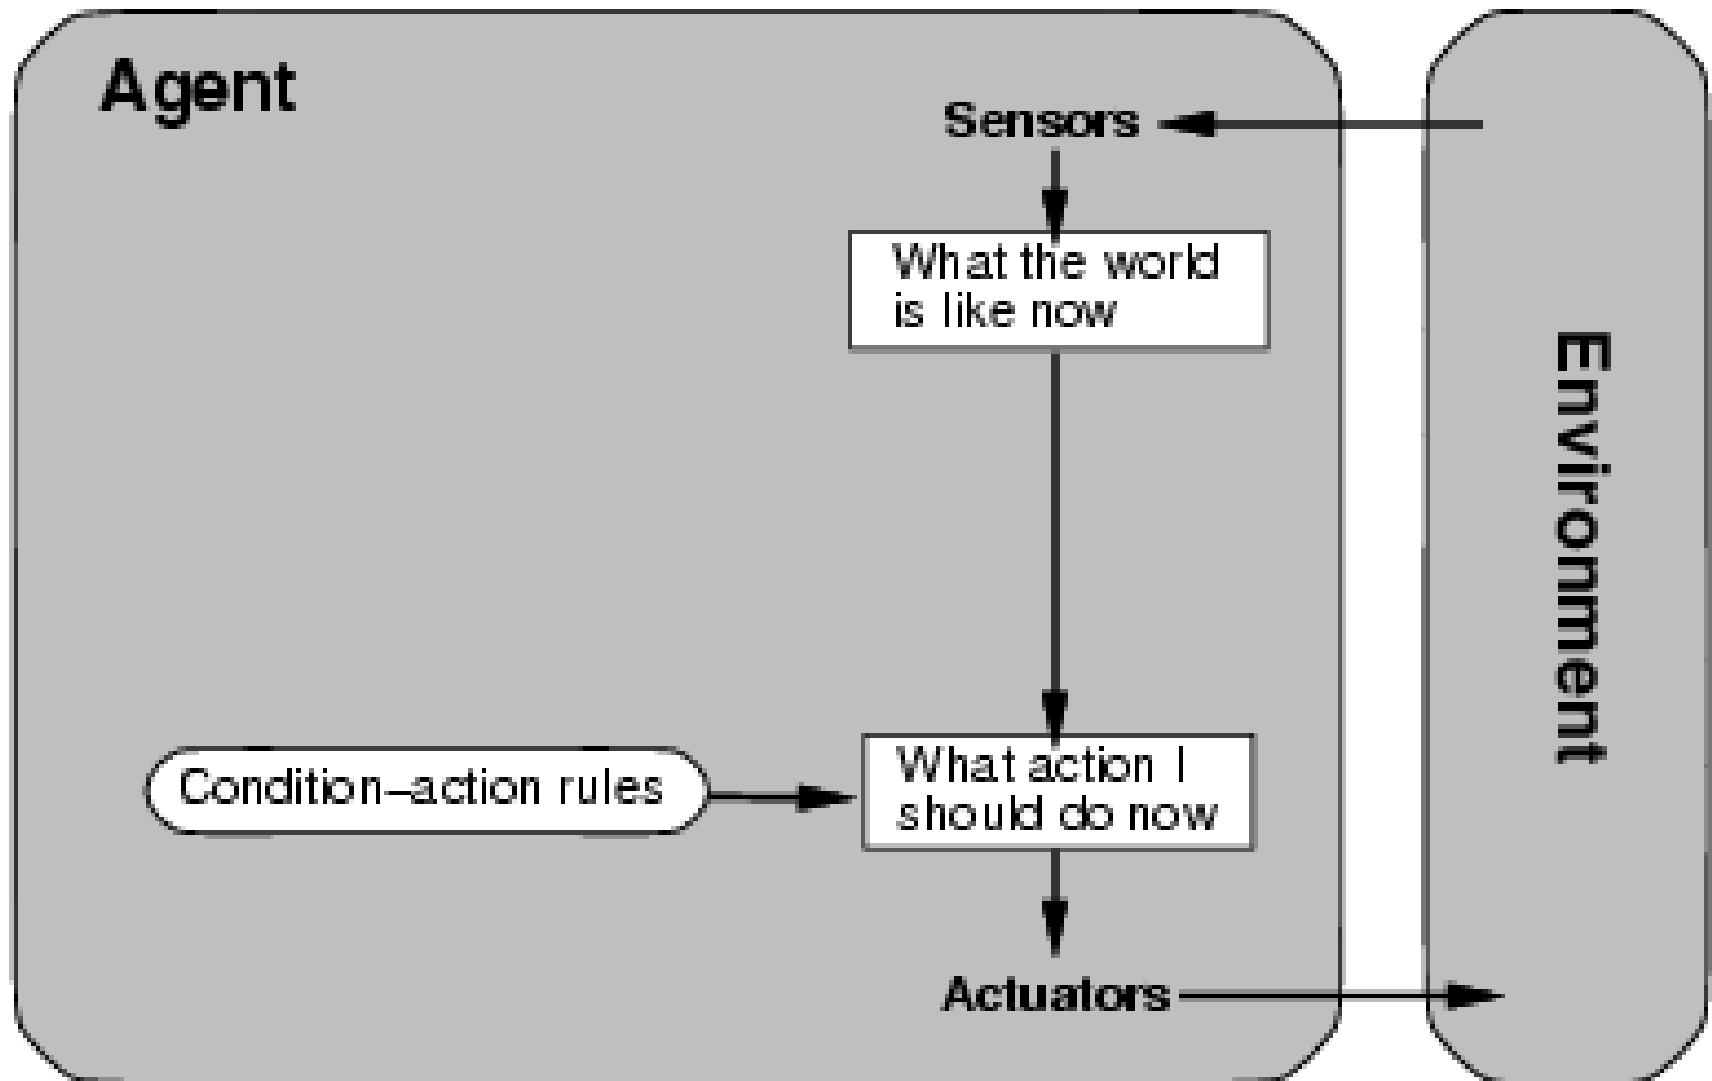 Agent
Sensors
What the world
is like now
Environment
Condition–action rules
What action I
should do now
Actuators